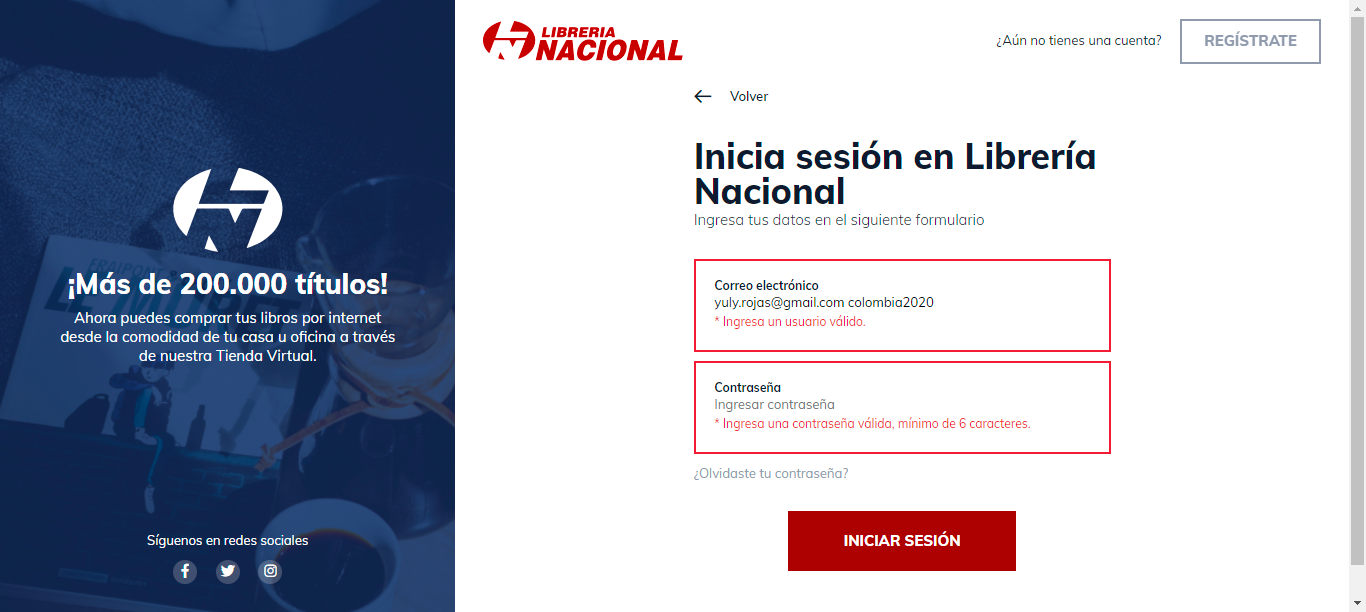 LIBRERIA
NACIONAL
¿Aún no tienes una cuenta?
REGÍSTRATE
Volver
Inicia sesión en Librería
Nacional
Ingresa tus datos en el siguiente formulario
Correo electrónico
yuly.rojas@gmail.com colombia2020
* Ingresa un usuario válido.
Contraseña
Ingresar contraseña
* Ingresa una contraseña válida, mínimo de 6 caracteres.
¿Olvidaste tu contraseña?
INICIAR SESIÓN
¡Más de 200.000 títulos!
Ahora puedes comprar tus libros por internet
desde la comodidad de tu casa u oficina a través
de nuestra Tienda Virtual.
Síguenos en redes sociales